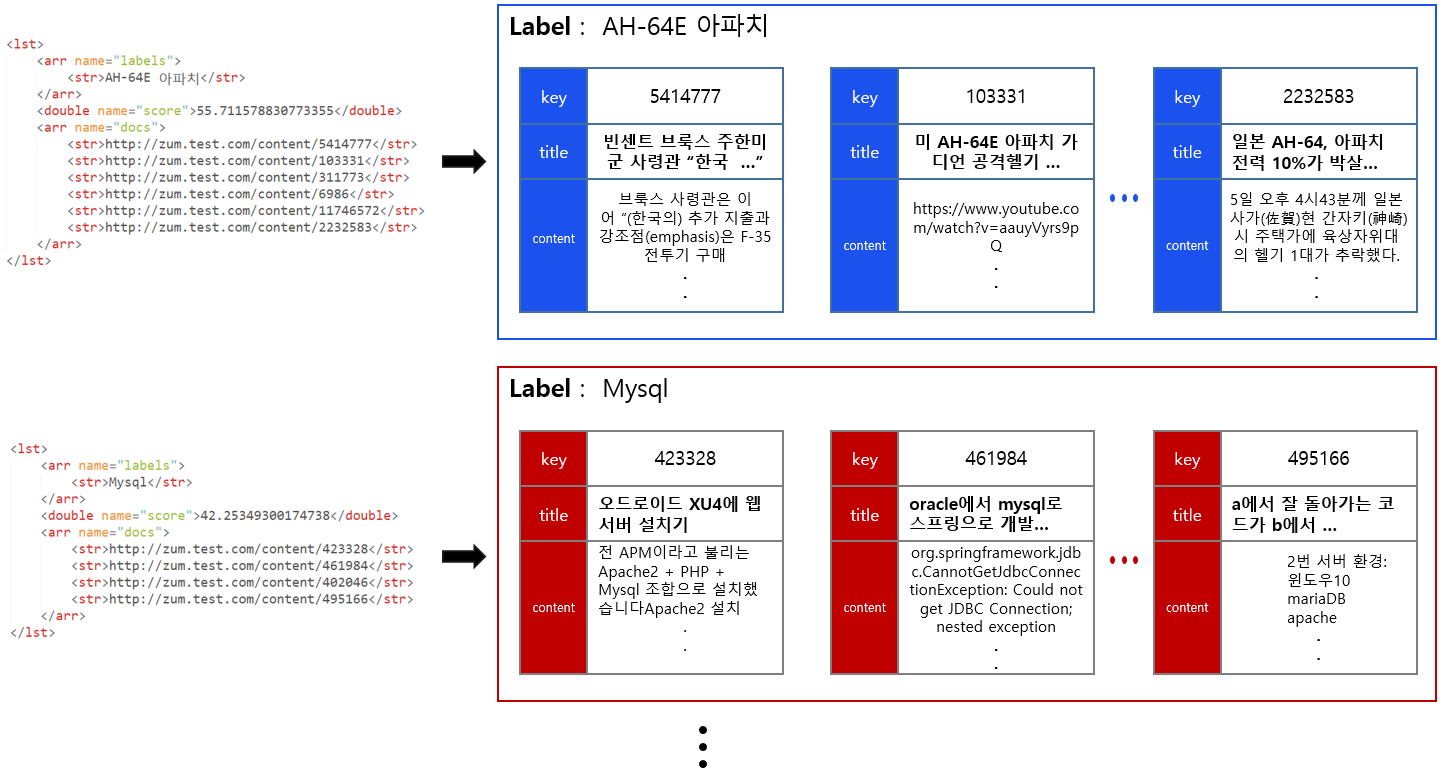 <lst>
<arr name="labels">
<str>AH-64E 아파치</str>
</arr>
<double name="score">55.711578830773355</double>
<arr name="docs">
<str>http://zum.test.com/content/5414777</str>
<str>http://zum.test.com/content/103331</str>
<str>http://zum.test.com/content/311773</str>
<str>http://zum.test.com/content/6986</str>
<str>http://zum.test.com/content/11746572</str>
<str>http://zum.test.com/content/2232583</str>
</arr>
</lst>
Label : AH-64E 아파치
key
5414777
title
빈센트 브룩스 주한미
군 사령관 “한국 ...”
content
브룩스 사령관은 이
어 “(한국의) 추가 지출과
강조점(emphasis)은 F-35
전투기 구매
.
.
key
103331
title
미 AH-64E 아파치 가
디언 공격헬기 ...
content
https://www.youtube.co
m/watch?v=aauyVyrs9p
Q
.
.
key
2232583
title
일본 AH-64, 아파치
전력 10%가 박살...
content
5일 오후 4시43분께 일본
사가(佐賀)현 간자키(神崎)
시 주택가에 육상자위대
의 헬기 1대가 추락했다.
.
.
<lst>
<arr name="labels">
<str>Mysql</str>
</arr>
<double name="score">42.25349300174738</double>
<arr name="docs">
<str>http://zum.test.com/content/423328</str>
<str>http://zum.test.com/content/461984</str>
<str>http://zum.test.com/content/402046</str>
<str>http://zum.test.com/content/495166</str>
</arr>
</lst>
Label : Mysql
key
423328
title
오드로이드 XU4에 웹
서버 설치기
content
전 APM이라고 불리는
Apache2 + PHP +
Mysql 조합으로 설치했
습니다Apache2 설치
.
.
key
461984
title
oracle에서 mysql로
스프링으로 개발...
content
org.springframework.jdb
c.CannotGetJdbcConnec
tionException: Could not
get JDBC Connection;
nested exception
.
.
key
495166
title
a에서 잘 돌아가는 코
드가 b에서 ...
content
2번 서버 환경:
윈도우10
mariaDB
apache
.
.